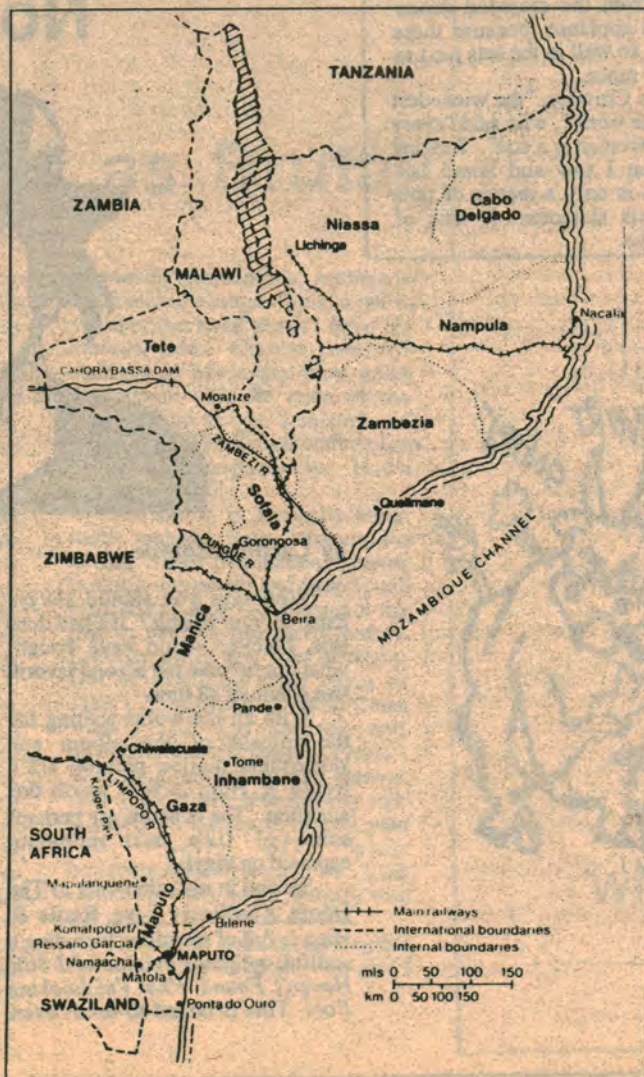 TANZANIA
ZAMBIA
Niassa
Cabo
Delgado
Lichinga
MALAWI
Nacala
Nampula
Tete
CAHORA BASSA DAM
Moatize
Zambezia
ZAMBEZI R
Sofala
Quelimane
Gorongosa
PUNGUE R
ZIMBABWE
MOZAMBIQUE CHANNEL
Beira
Manica
Pande
Chiwalacuala
Tome
Inhambane
LIMPOPO R
Gaza
Kruger Park
SOUTH
AFRICA
Mapulanguene
Maputo
Bilene
Komatipoort/
Ressano Garcia
Namaacha
MAPUTO
Matola
SWAZILAND
Ponta do Ouro
Main railways
International boundaries
Internal boundaries
mls 0 50 100 150
km 0 50 100 150